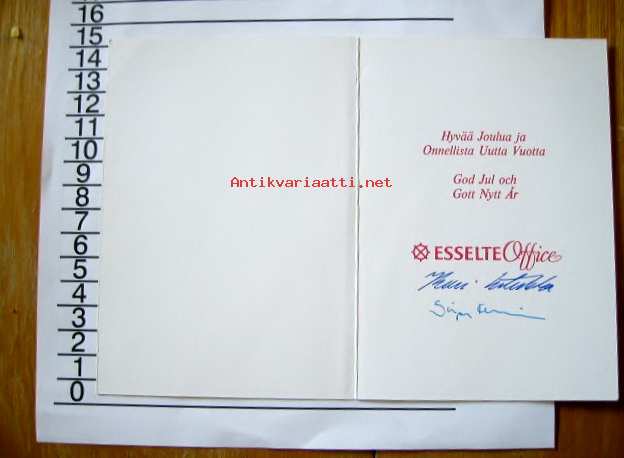 16
15
14
13
12
11
10
9
8
7
6
5
4
3
2
1
0
Antikvariaatti.net
Hyvää Joulua ja
Onnellista Uutta Vuotta
God Jul och
Gott Nytt År
ESSELTE Office